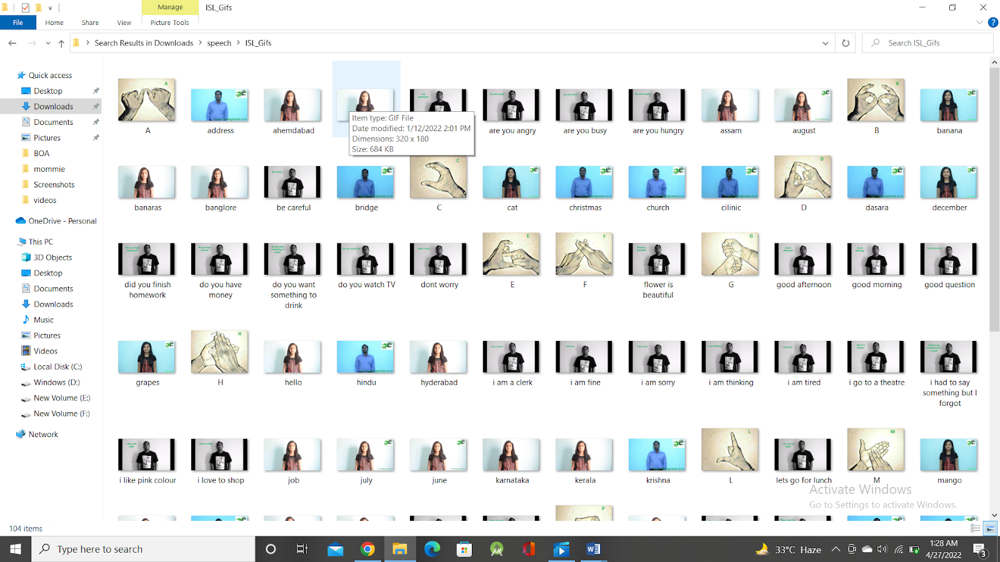 Manage
ISL_Gifs
File
Home
Share
View
Picture Tools
Search Results in Downloads
speech
ISL_Gifs
Search ISL_Gifs
Quick access
Desktop
Downloads
Documents
Pictures
BOA
mommie
Screenshots
videos
OneDrive - Personal
This PC
3D Objects
Desktop
Documents
Downloads
Music
Pictures
Videos
Local Disk (C:)
Windows (D:)
New Volume (E:)
New Volume (F:)
Network
A
A
address
ahemdabad
Item type: GIF File
Date modified: 1/12/2022 2:01 PM
Dimensions: 320 x 180
Size: 684 KB
are you angry
are you busy
are you hungry
assam
august
B
B
banana
banaras
banglore
be careful
bridge
C
C
cat
christmas
church
cilinic
D
D
dasara
december
did you finish
homework
do you have
money
do you want
something to
drink
do you watch TV
dont worry
E
E
F
F
flower is
beautiful
G
G
good afternoon
good morning
good question
grapes
H
H
hello
hindu
hyderabad
i am a clerk
i am fine
i am sorry
i am thinking
i am tired
i go to a theatre
i had to say
something but I
forgot
i like pink colour
i love to shop
job
july
june
karnataka
kerala
krishna
L
L
lets go for lunch
M
M
mango
P
Activate Windows
Go to Settings to activate Windows.
104 items
Type here to search
33°C Haze
1:28 AM
4/27/2022
3